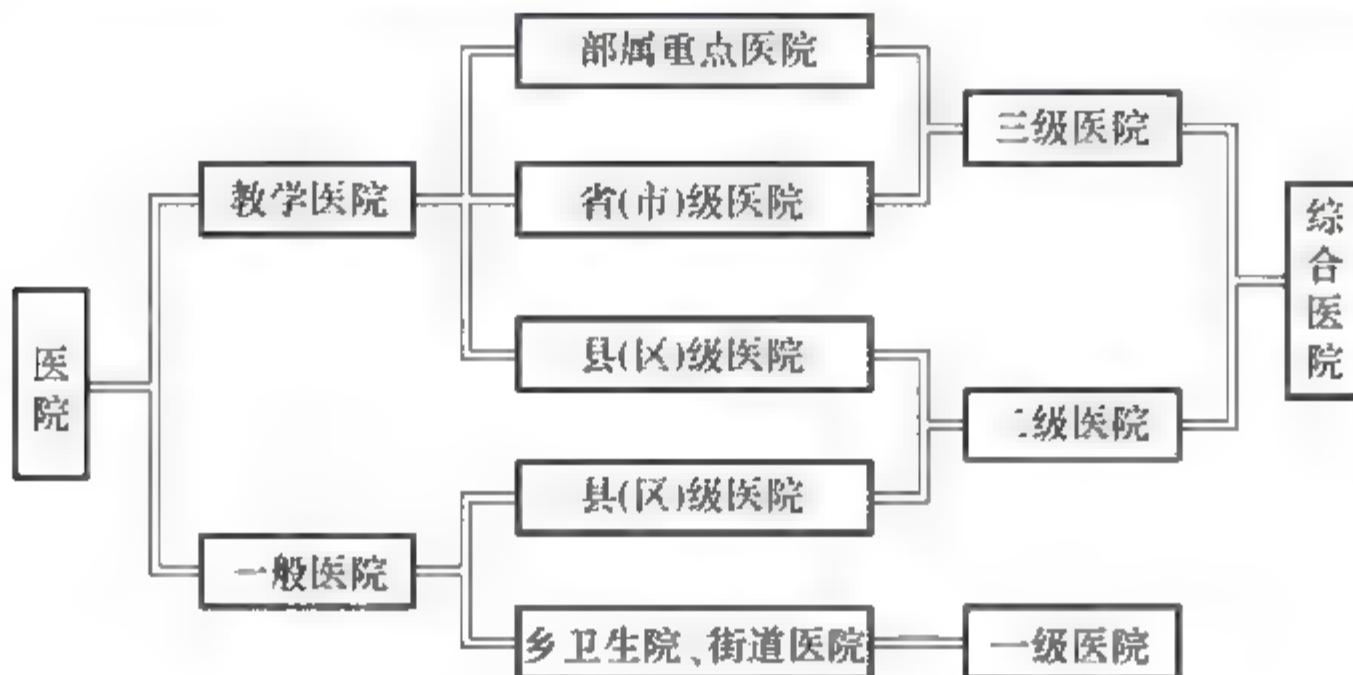 部属重点医院
三级医院
教学医院
省(市)级医院
综合医院
医院
县(区)级医院
二级医院
县(区)级医院
一般医院
乡卫生院、街道医院
一级医院